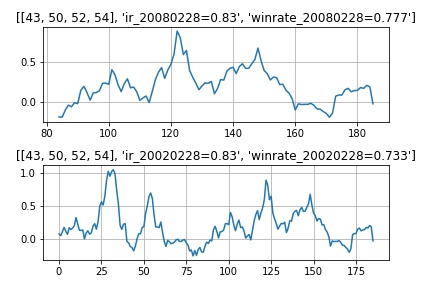 [[43, 50, 52, 54], 'ir_20080228=0.83', 'winrate_20080228=0.777']
0.5
0.0
80 100 120 140 160 180
[[43, 50, 52, 54], 'ir_20020228=0.83', 'winrate_20020228=0.733']
1.0
0.5
0.0
0 25 50 75 100 125 150 175